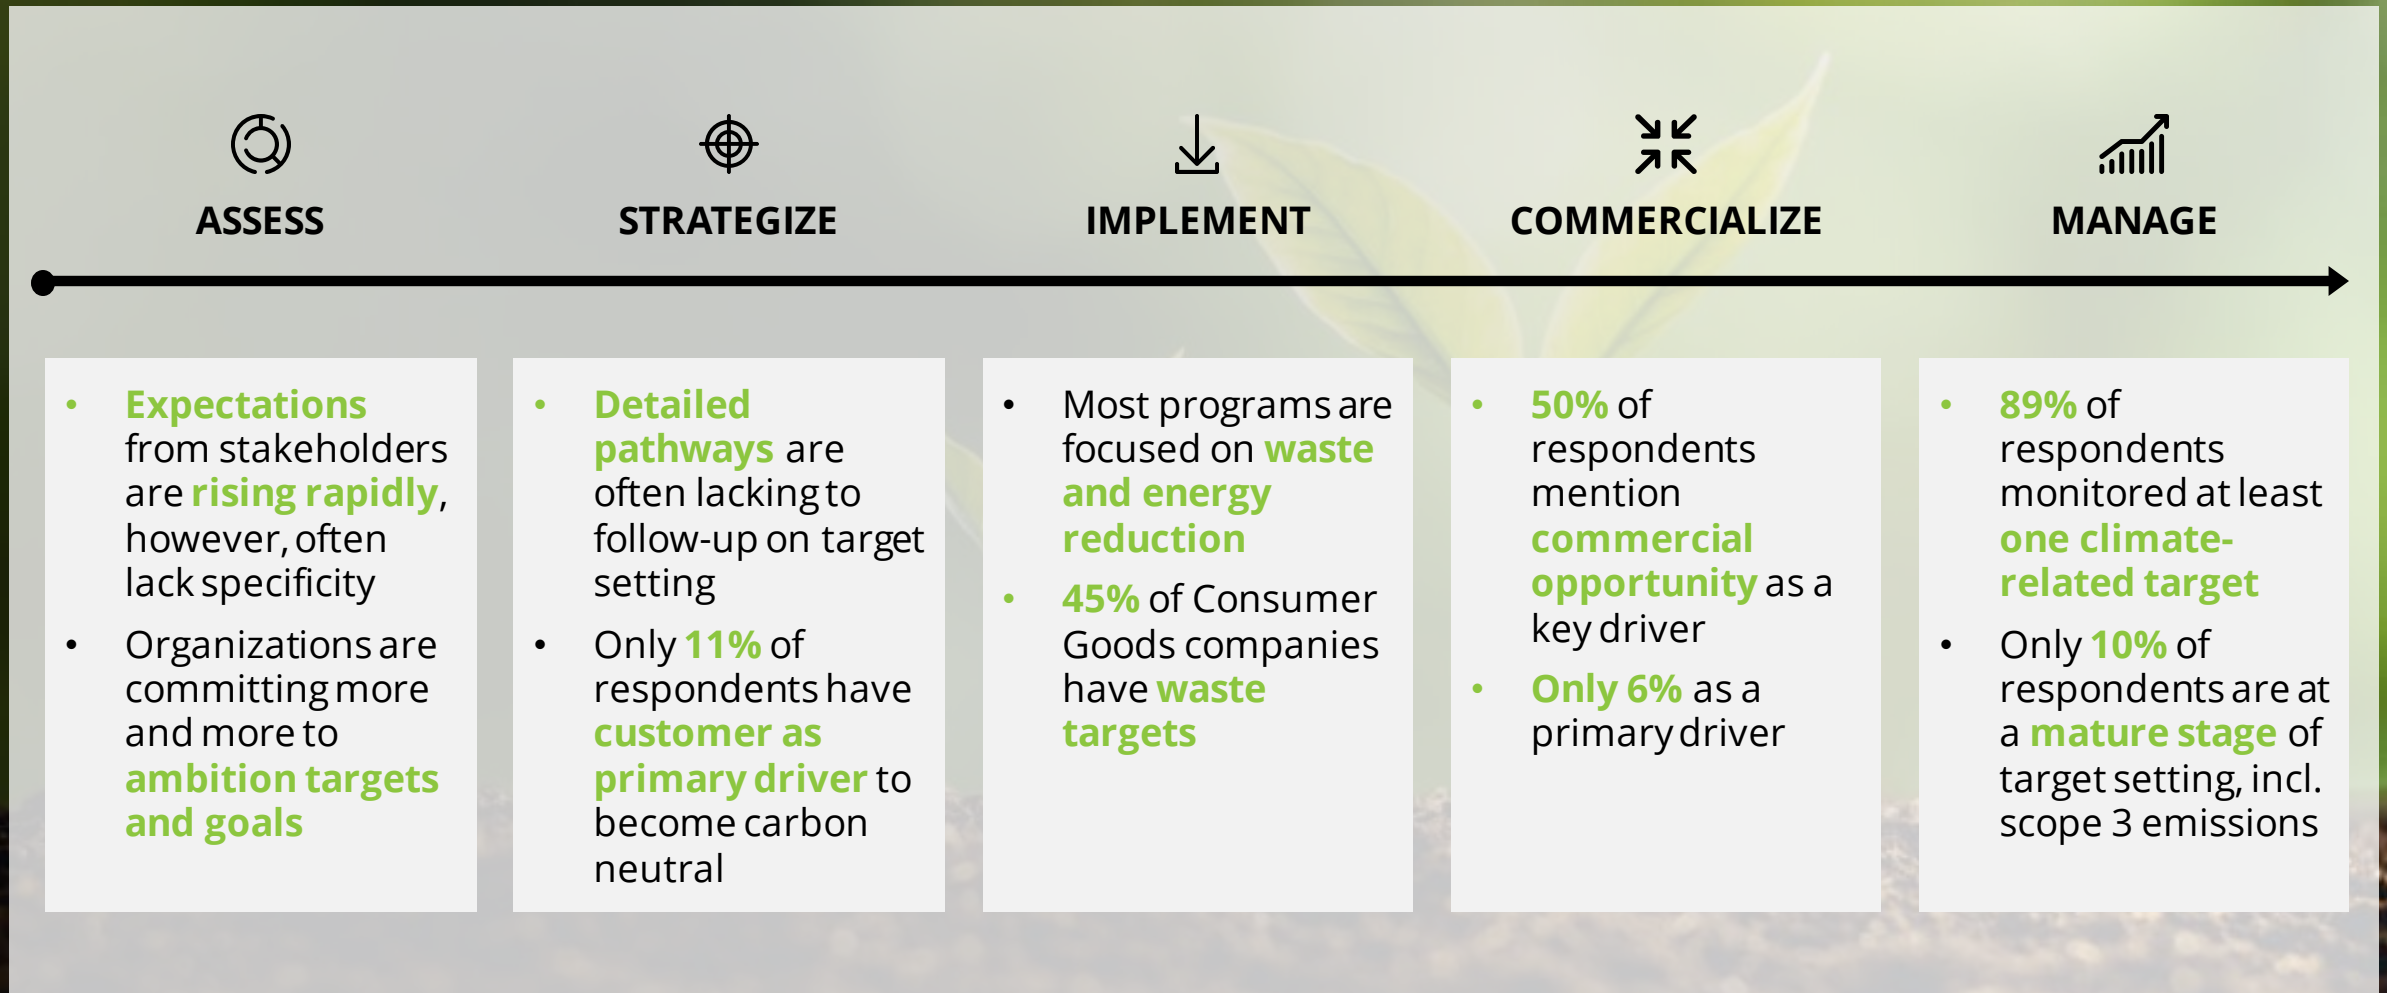 ASSESS
STRATEGIZE
IMPLEMENT
COMMERCIALIZE
MANAGE
• Expectations
from stakeholders
are rising rapidly,
however, often
lack specificity
• Organizations are
committing more
and more to
ambition targets
and goals
• Detailed
pathways are
often lacking to
follow-up on target
setting
• Only 11% of
respondents have
customer as
primary driver to
become carbon
neutral
• Most programs are
focused on waste
and energy
reduction
• 45% of Consumer
Goods companies
have waste
targets
• 50% of
respondents
mention
commercial
opportunity as a
key driver
• Only 6% as a
primary driver
• 89% of
respondents
monitored at least
one climate-
related target
• Only 10% of
respondents are at
a mature stage of
target setting, incl.
scope 3 emissions